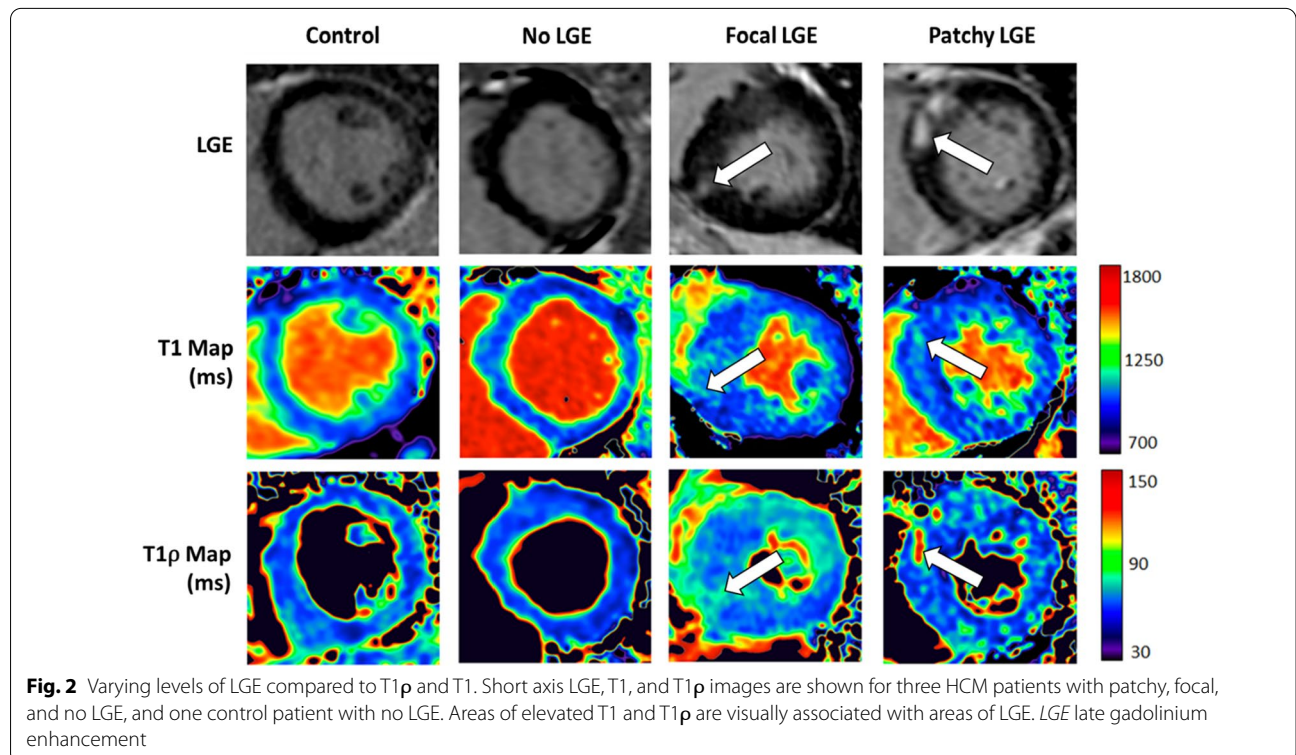 Control No LGE Focal LGE Patchy LGE
LGE
T1 Map
(ms)
1800
1250
700
T1ρ Map
(ms)
150
90
30
Fig. 2 Varying levels of LGE compared to T1ρ and T1. Short axis LGE, T1, and T1ρ images are shown for three HCM patients with patchy, focal,
and no LGE, and one control patient with no LGE. Areas of elevated T1 and T1ρ are visually associated with areas of LGE. LGE late gadolinium
enhancement